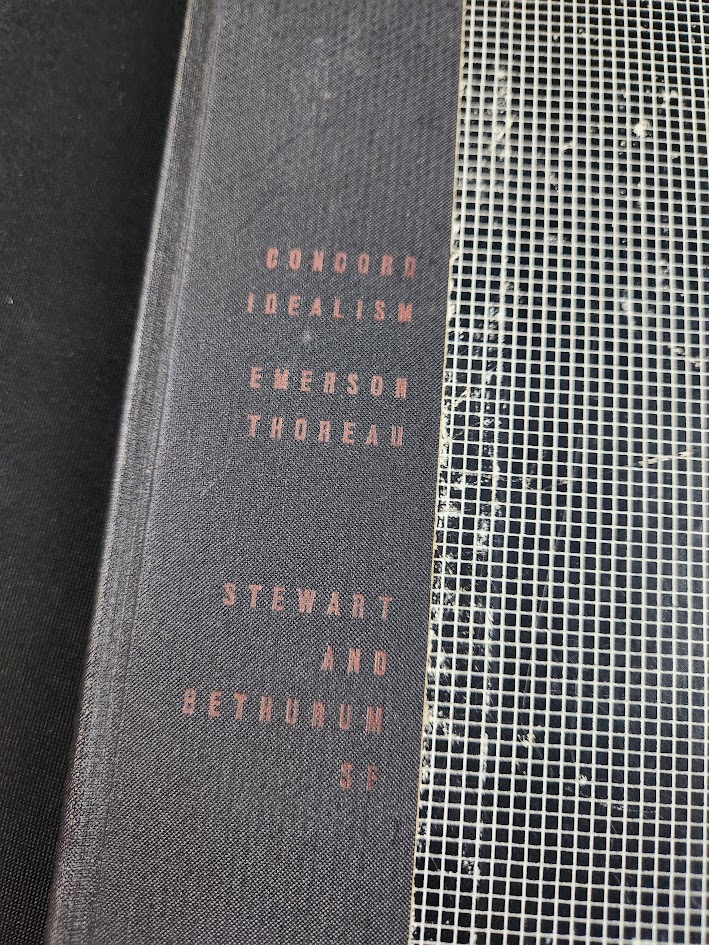 CONCORD
IDEALISM
EMERSON
THOREAU
STEWART
AND
BETHURUM
SF